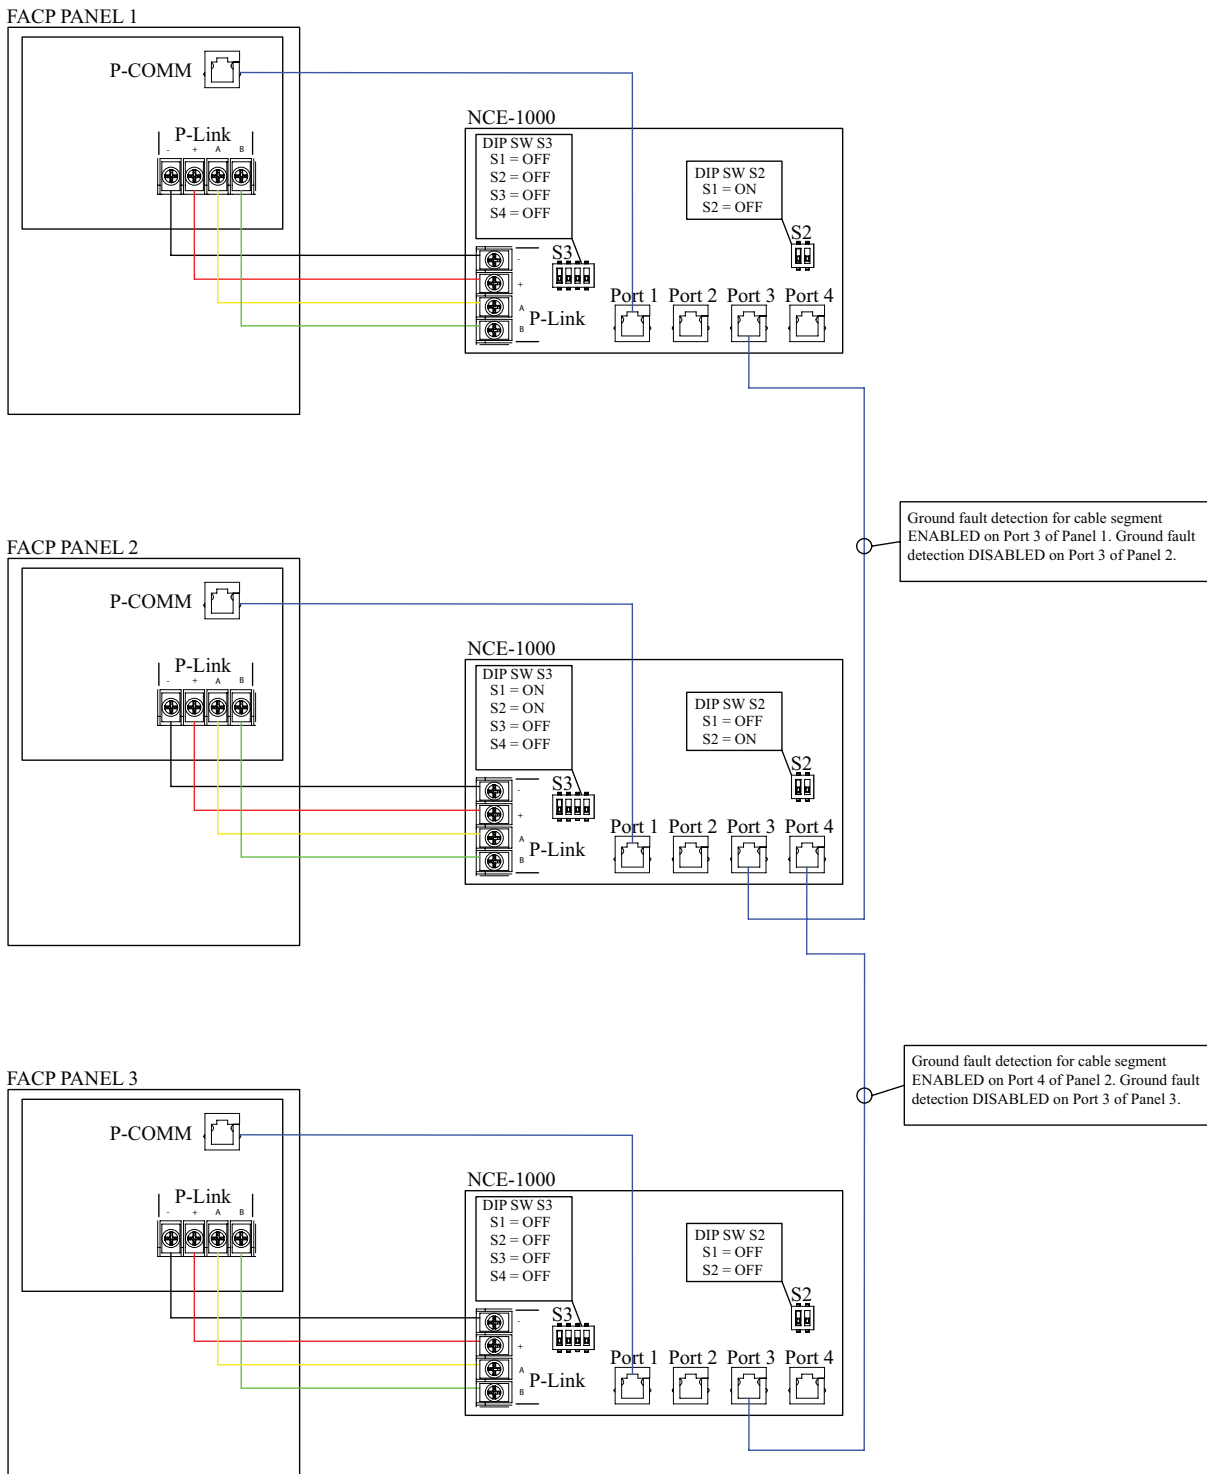 FACP PANEL 1
P-COMM
P-Link
- + A B
NCE-1000
DIP SW S3
S1 = OFF
S2 = OFF
S3 = OFF
S4 = OFF
DIP SW S2
S1 = ON
S2 = OFF
S3
S2
-
+
A
B
P-Link
Port 1 Port 2 Port 3 Port 4
Ground fault detection for cable segment
ENABLED on Port 3 of Panel 1. Ground fault
detection DISABLED on Port 3 of Panel 2.
FACP PANEL 2
P-COMM
P-Link
- + A B
NCE-1000
DIP SW S3
S1 = ON
S2 = ON
S3 = OFF
S4 = OFF
DIP SW S2
S1 = OFF
S2 = ON
S3
S2
-
+
A
B
P-Link
Port 1 Port 2 Port 3 Port 4
Ground fault detection for cable segment
ENABLED on Port 4 of Panel 2. Ground fault
detection DISABLED on Port 3 of Panel 3.
FACP PANEL 3
P-COMM
P-Link
- + A B
NCE-1000
DIP SW S3
S1 = OFF
S2 = OFF
S3 = OFF
S4 = OFF
DIP SW S2
S1 = OFF
S2 = OFF
S3
S2
-
+
A
B
P-Link
Port 1 Port 2 Port 3 Port 4